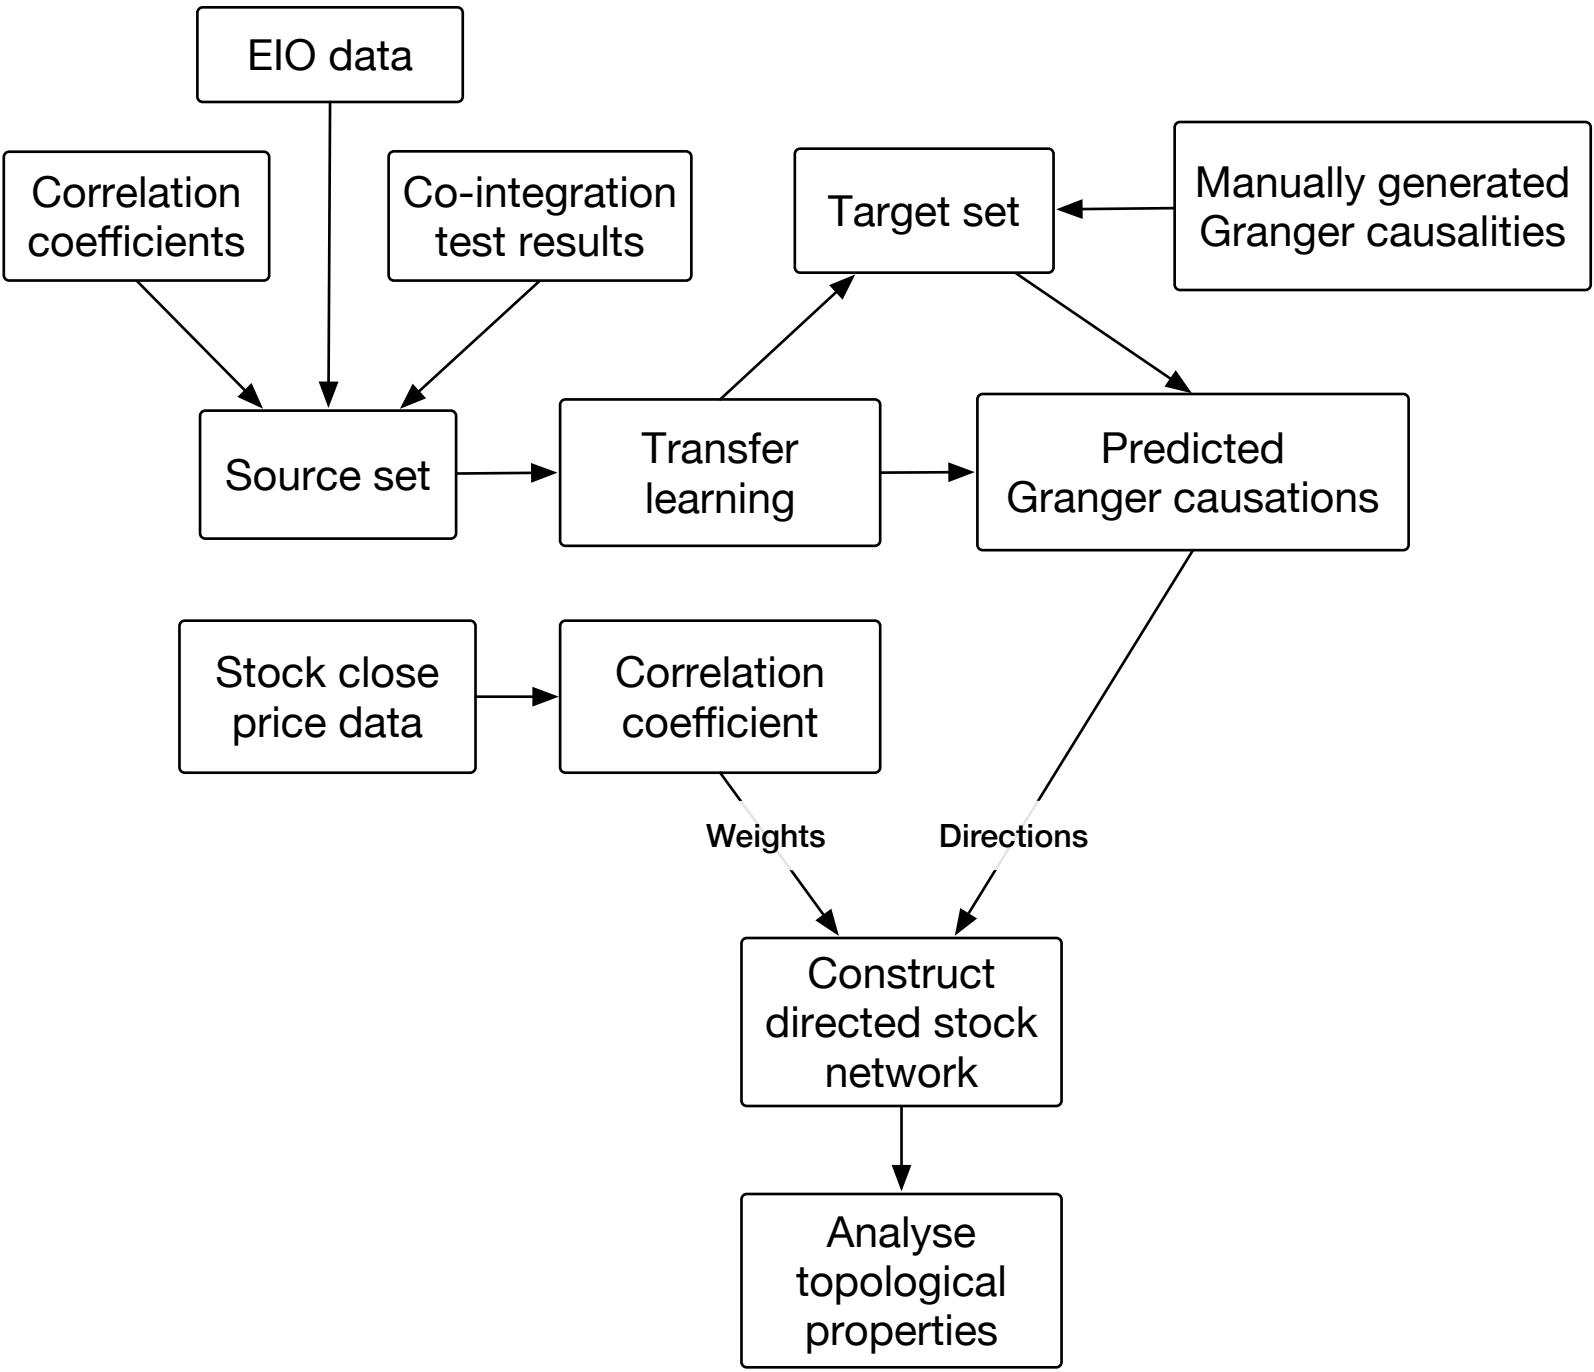 EIO data
Correlation
coefficients
Co-integration
test results
Target set
Manually generated
Granger causalities
Source set
Transfer
learning
Predicted
Granger causations
Stock close
price data
Correlation
coefficient
Weights
Directions
Construct
directed stock
network
Analyse
topological
properties